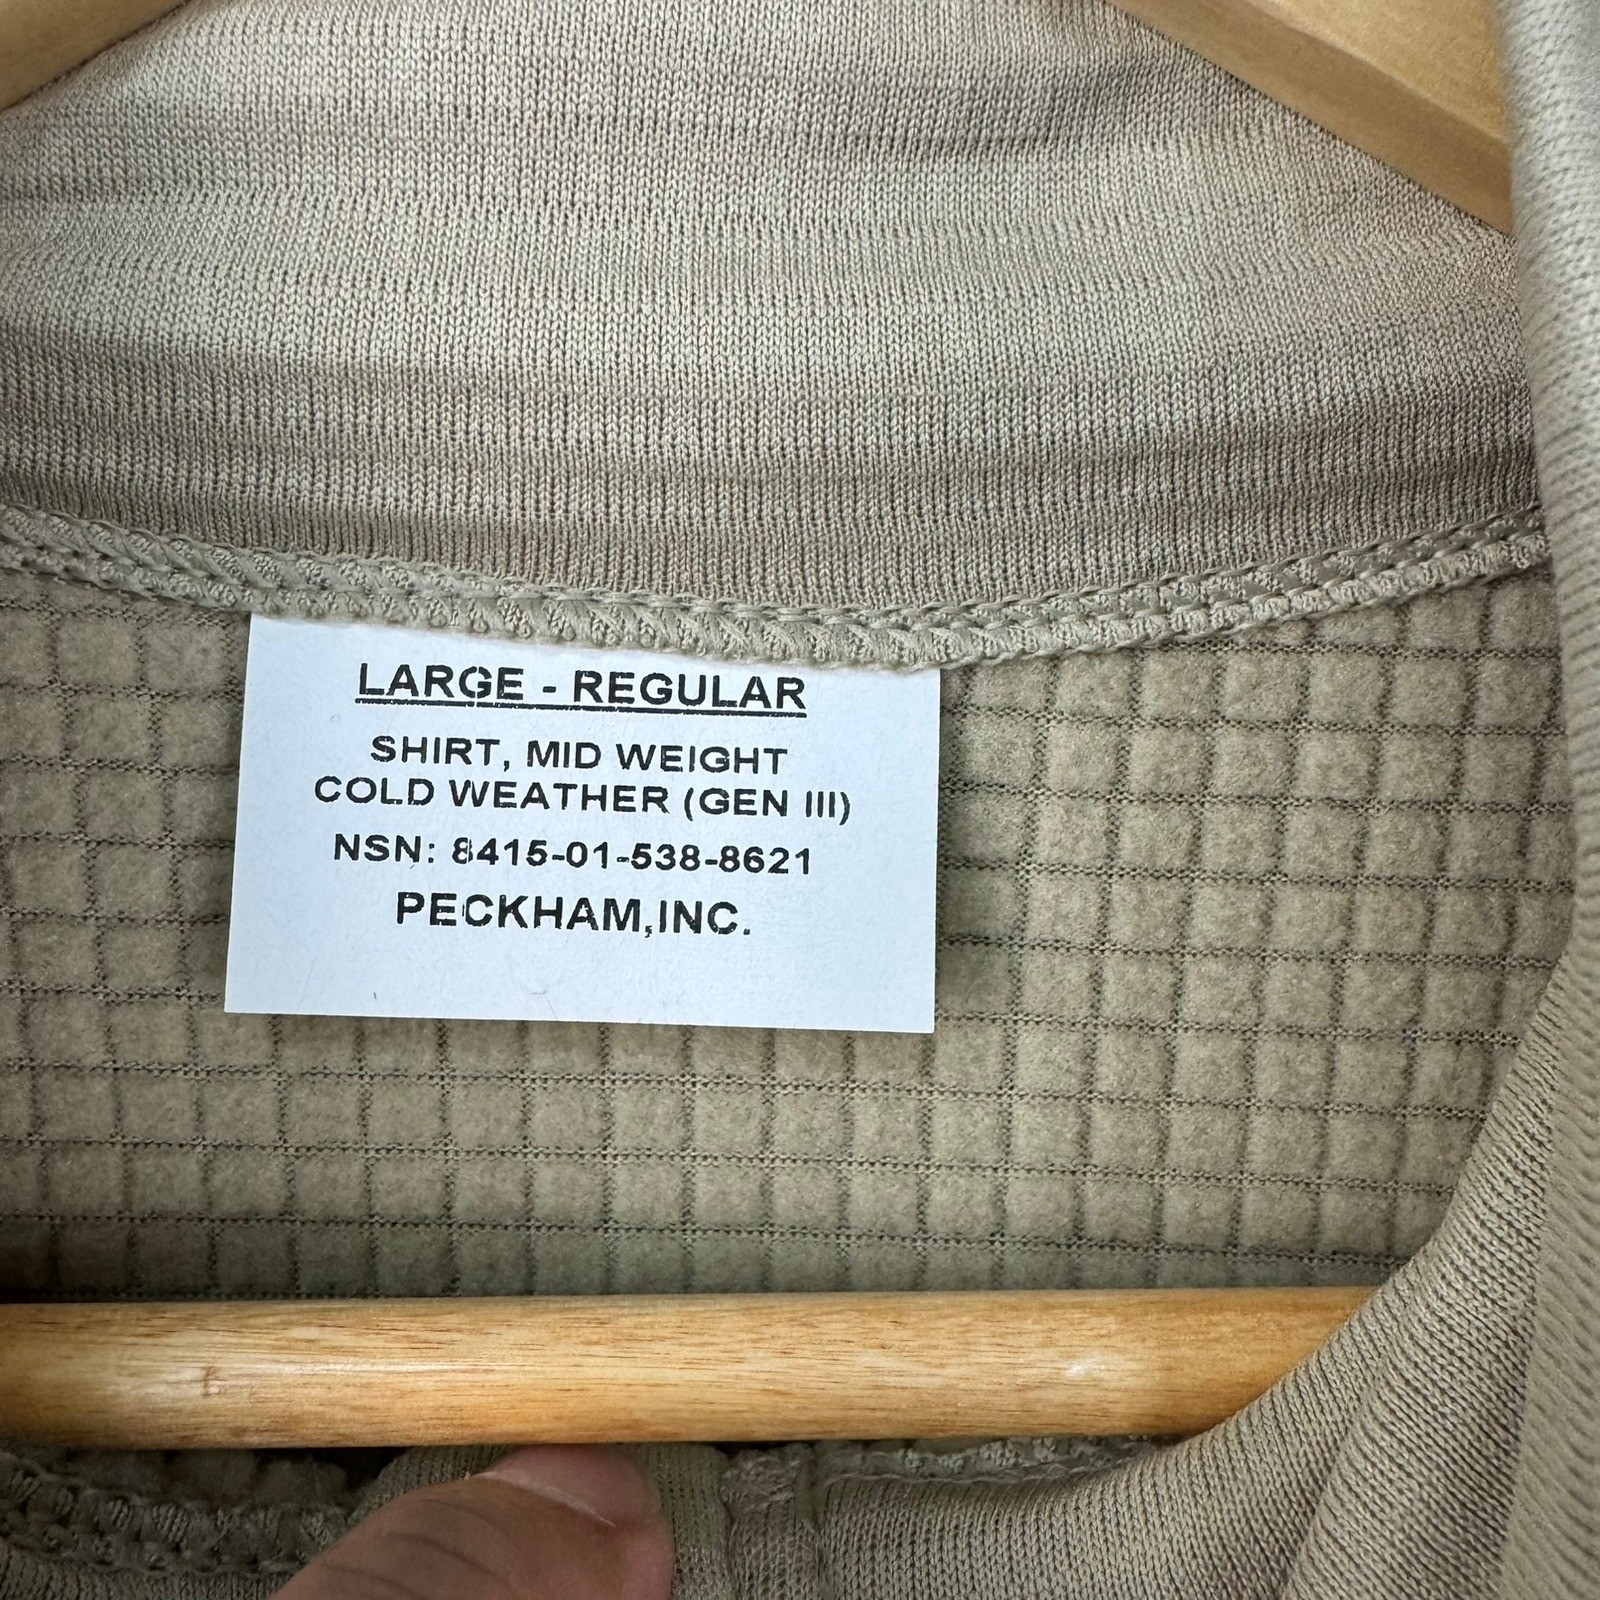 LARGE - REGULAR
SHIRT, MID WEIGHT
COLD WEATHER (GEN III)
NSN: 8415-01-538-8621
PECKHAM,INC.